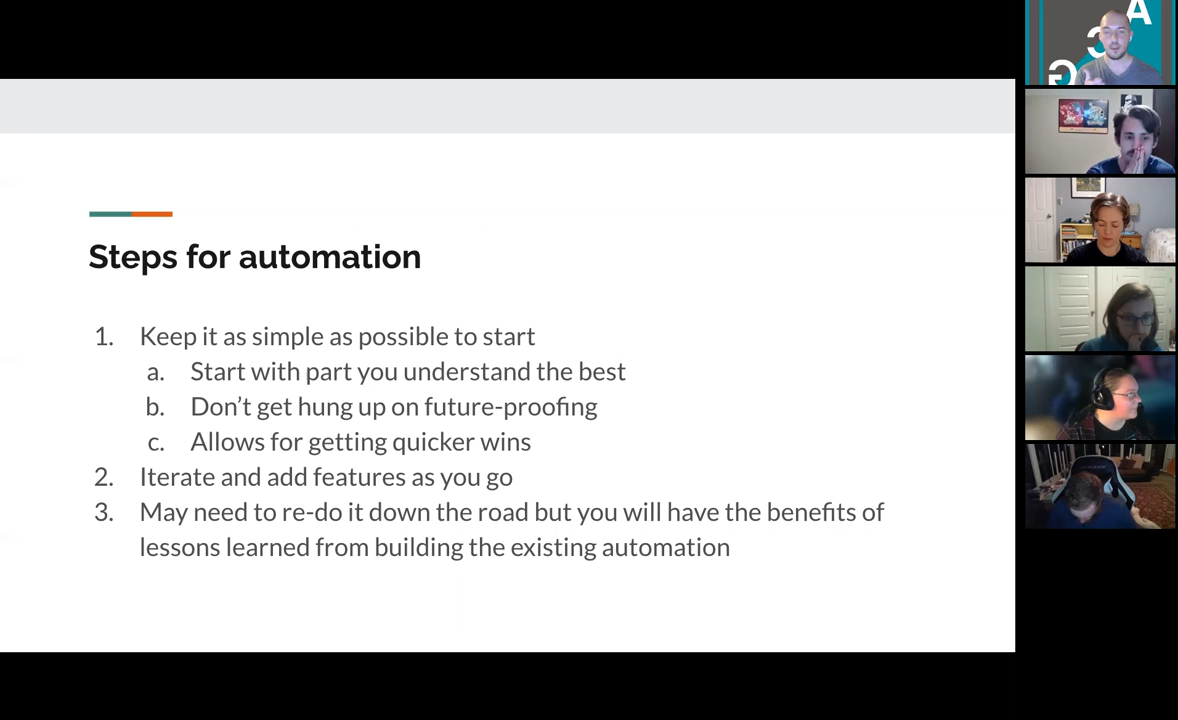 Steps for automation
1. Keep it as simple as possible to start
a. Start with part you understand the best
b. Don’t get hung up on future-proofing
c. Allows for getting quicker wins
2. Iterate and add features as you go
3. May need to re-do it down the road but you will have the benefits of
lessons learned from building the existing automation
A
C
G